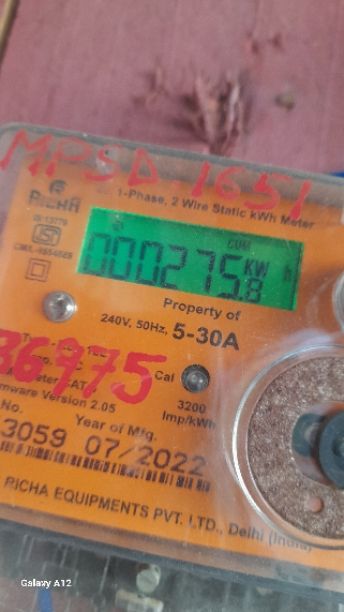 MPSD.1651
RICHA
1-Phase, 2 Wire Static kWh Meter
IS:13779
CUM.
000275.8 KW h
Property of
240V, 50Hz, 5-30A
36975
Cal
3200
Imp/kWh
Version 2.05
No.
Year of Mfg.
3059 07/2022
RICHA EQUIPMENTS PVT. LTD., Delhi (India)
Galaxy A12